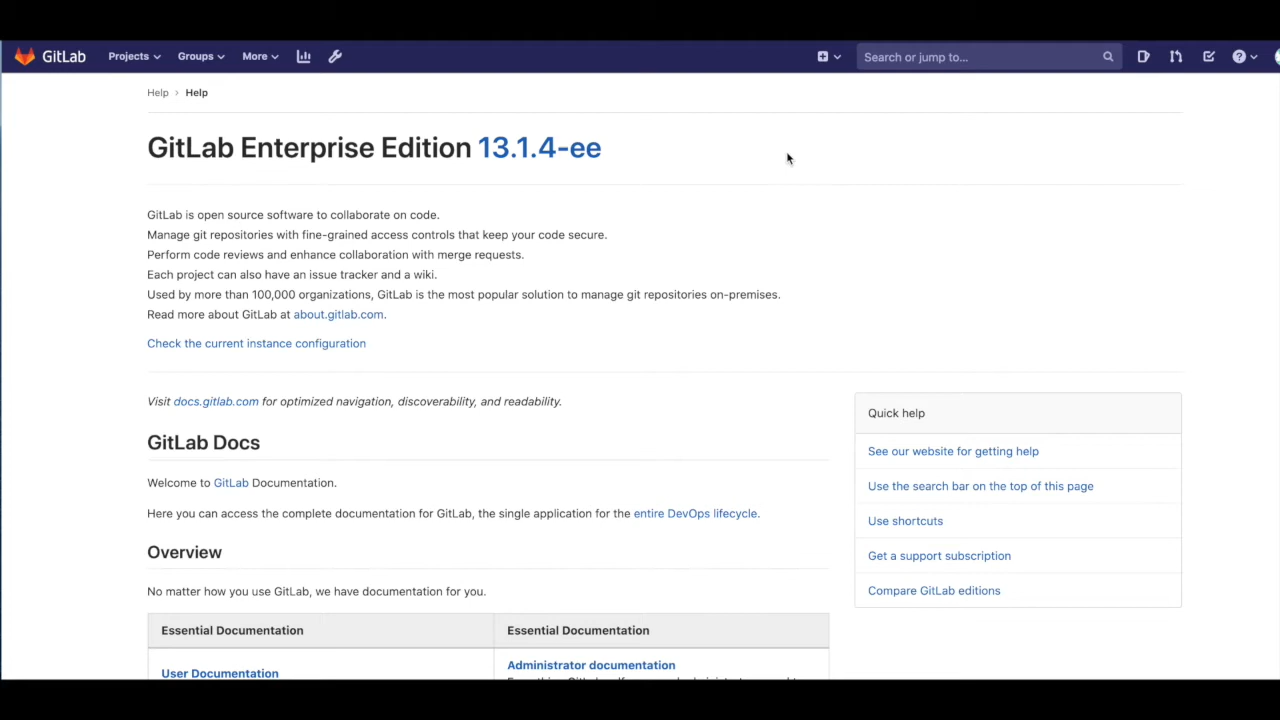 GitLab Projects Groups More Search or jump to...
Help › Help
GitLab Enterprise Edition 13.1.4-ee
GitLab is open source software to collaborate on code.
Manage git repositories with fine-grained access controls that keep your code secure.
Perform code reviews and enhance collaboration with merge requests.
Each project can also have an issue tracker and a wiki.
Used by more than 100,000 organizations, GitLab is the most popular solution to manage git repositories on-premises.
Read more about GitLab at about.gitlab.com.
Check the current instance configuration
Visit docs.gitlab.com for optimized navigation, discoverability, and readability.
GitLab Docs
Welcome to GitLab Documentation.
Here you can access the complete documentation for GitLab, the single application for the entire DevOps lifecycle.
Overview
No matter how you use GitLab, we have documentation for you.
Essential Documentation Essential Documentation
User Documentation Administrator documentation
Quick help
See our website for getting help
Use the search bar on the top of this page
Use shortcuts
Get a support subscription
Compare GitLab editions